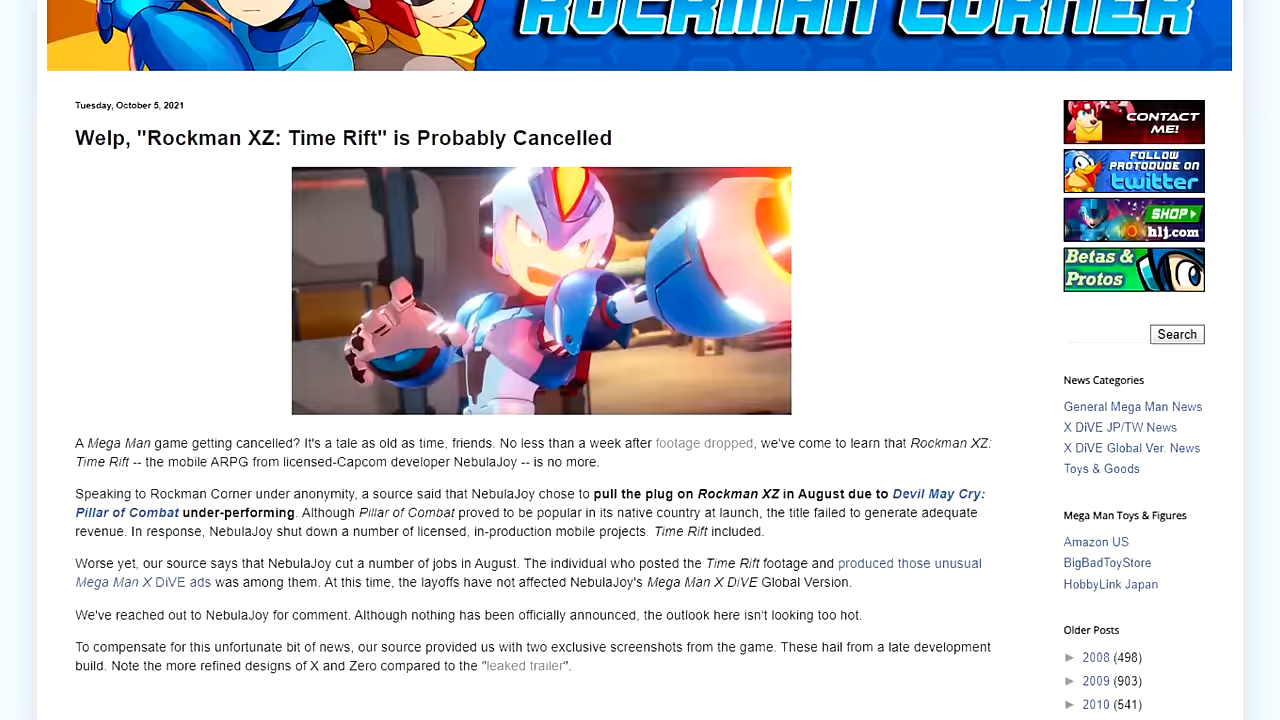 ROCKMAN CORNER
Tuesday, October 5, 2021
Welp, "Rockman XZ: Time Rift" is Probably Cancelled
A Mega Man game getting cancelled? It's a tale as old as time, friends. No less than a week after footage dropped, we've come to learn that Rockman XZ:
Time Rift -- the mobile ARPG from licensed-Capcom developer NebulaJoy -- is no more.
Speaking to Rockman Corner under anonymity, a source said that NebulaJoy chose to pull the plug on Rockman XZ in August due to Devil May Cry:
Pillar of Combat under-performing. Although Pillar of Combat proved to be popular in its native country at launch, the title failed to generate adequate
revenue. In response, NebulaJoy shut down a number of licensed, in-production mobile projects. Time Rift included.
Worse yet, our source says that NebulaJoy cut a number of jobs in August. The individual who posted the Time Rift footage and produced those unusual
Mega Man X DiVE ads was among them. At this time, the layoffs have not affected NebulaJoy's Mega Man X DiVE Global Version.
We've reached out to NebulaJoy for comment. Although nothing has been officially announced, the outlook here isn't looking too hot.
To compensate for this unfortunate bit of news, our source provided us with two exclusive screenshots from the game. These hail from a late development
build. Note the more refined designs of X and Zero compared to the "leaked trailer".
CONTACT
ME!
FOLLOW
PROTODUDE ON
twitter
SHOP
hlj.com
Betas &
Protos
Search
News Categories
General Mega Man News
X DiVE JP/TW News
X DiVE Global Ver. News
Toys & Goods
Mega Man Toys & Figures
Amazon US
BigBadToyStore
HobbyLink Japan
Older Posts
► 2008 (498)
► 2009 (903)
► 2010 (541)